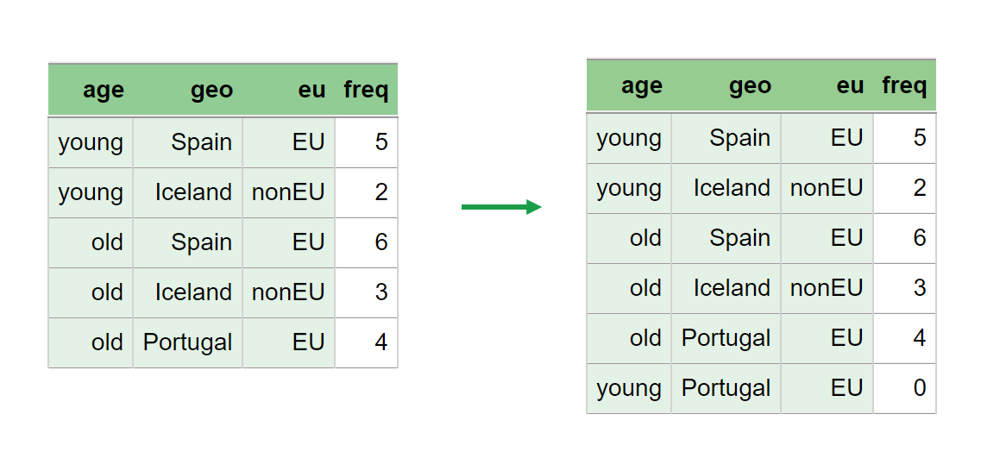 age geo eu freq
young Spain EU 5
young Iceland nonEU 2
old Spain EU 6
old Iceland nonEU 3
old Portugal EU 4
age geo eu freq
young Spain EU 5
young Iceland nonEU 2
old Spain EU 6
old Iceland nonEU 3
old Portugal EU 4
young Portugal EU 0